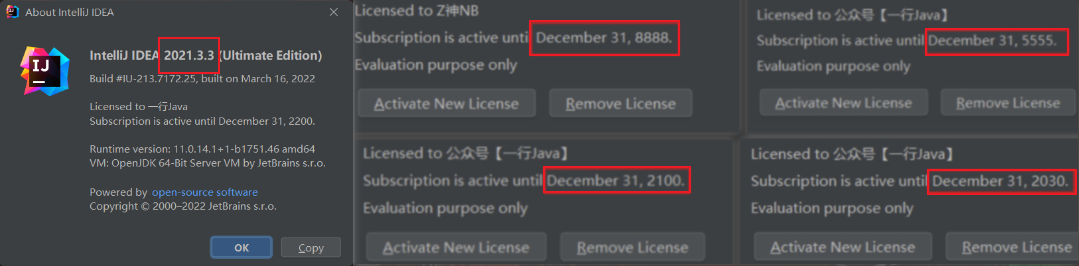 About IntelliJ IDEA
IntelliJ IDEA 2021.3.3 (Ultimate Edition)
Build #IU-213.7172.25, built on March 16, 2022
Licensed to 一行Java
Subscription is active until December 31, 2200.
Runtime version: 11.0.14.1+1-b1751.46 amd64
VM: OpenJDK 64-Bit Server VM by JetBrains s.r.o.
Powered by open-source software
Copyright © 2000–2022 JetBrains s.r.o.
OK
Copy
IJ
Licensed to Z神NB
Subscription is active until December 31, 8888.
Evaluation purpose only
Activate New License
Remove License
Licensed to 公众号【一行Java】
Subscription is active until December 31, 5555.
Evaluation purpose only
Activate New License
Remove License
Licensed to 公众号【一行Java】
Subscription is active until December 31, 2100.
Evaluation purpose only
Activate New License
Remove License
Licensed to 公众号【一行Java】
Subscription is active until December 31, 2030.
Evaluation purpose only
Activate New License
Remove License